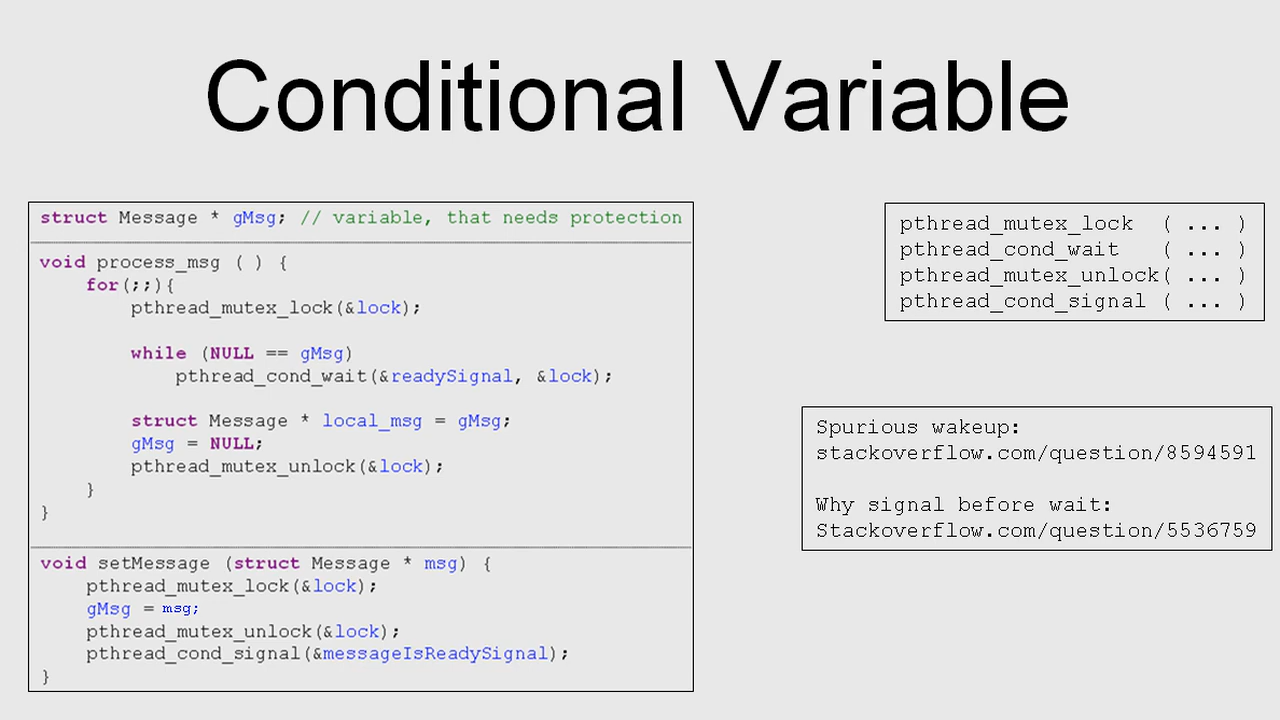 Conditional Variable
struct Message * gMsg; // variable, that needs protection
void process_msg ( ) {
for(;;){
pthread_mutex_lock(&lock);
while (NULL == gMsg)
pthread_cond_wait(&readySignal, &lock);
struct Message * local_msg = gMsg;
gMsg = NULL;
pthread_mutex_unlock(&lock);
}
}
void setMessage (struct Message * msg) {
pthread_mutex_lock(&lock);
gMsg = msg;
pthread_mutex_unlock(&lock);
pthread_cond_signal(&messageIsReadySignal);
}
pthread_mutex_lock ( ... )
pthread_cond_wait ( ... )
pthread_mutex_unlock( ... )
pthread_cond_signal ( ... )
Spurious wakeup:
stackoverflow.com/question/8594591
Why signal before wait:
Stackoverflow.com/question/5536759